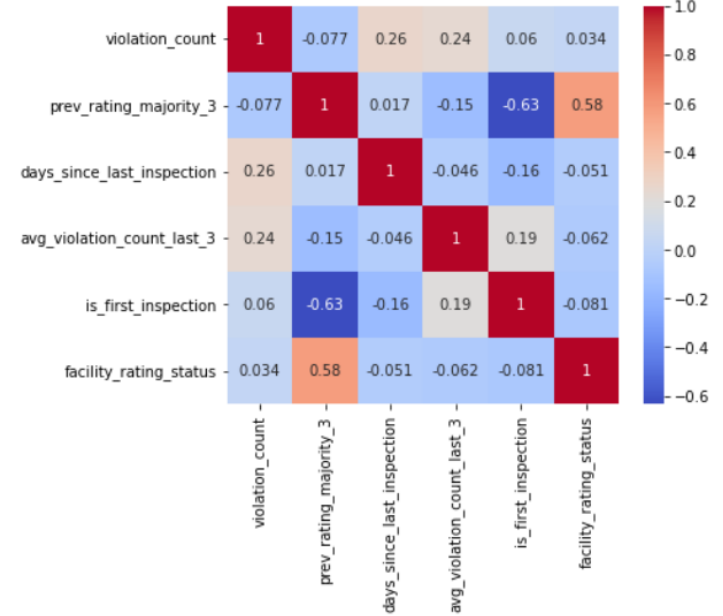 violation_count 1 -0.077 0.26 0.24 0.06 0.034
prev_rating_majority_3 -0.077 1 0.017 -0.15 -0.63 0.58
days_since_last_inspection 0.26 0.017 1 -0.046 -0.16 -0.051
avg_violation_count_last_3 0.24 -0.15 -0.046 1 0.19 -0.062
is_first_inspection 0.06 -0.63 -0.16 0.19 1 -0.081
facility_rating_status 0.034 0.58 -0.051 -0.062 -0.081 1
violation_count
prev_rating_majority_3
days_since_last_inspection
avg_violation_count_last_3
is_first_inspection
facility_rating_status
1.0
0.8
0.6
0.4
0.2
0.0
−0.2
−0.4
−0.6